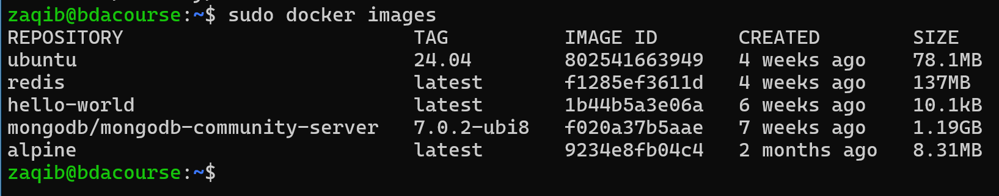 zaqib@bdacourse:~$ sudo docker images
REPOSITORY                         TAG          IMAGE ID       CREATED        SIZE
ubuntu                             24.04        802541663949   4 weeks ago    78.1MB
redis                              latest       f1285ef3611d   4 weeks ago    137MB
hello-world                        latest       1b44b5a3e06a   6 weeks ago    10.1kB
mongodb/mongodb-community-server   7.0.2-ubi8   f020a37b5aae   7 weeks ago    1.19GB
alpine                             latest       9234e8fb04c4   2 months ago   8.31MB
zaqib@bdacourse:~$